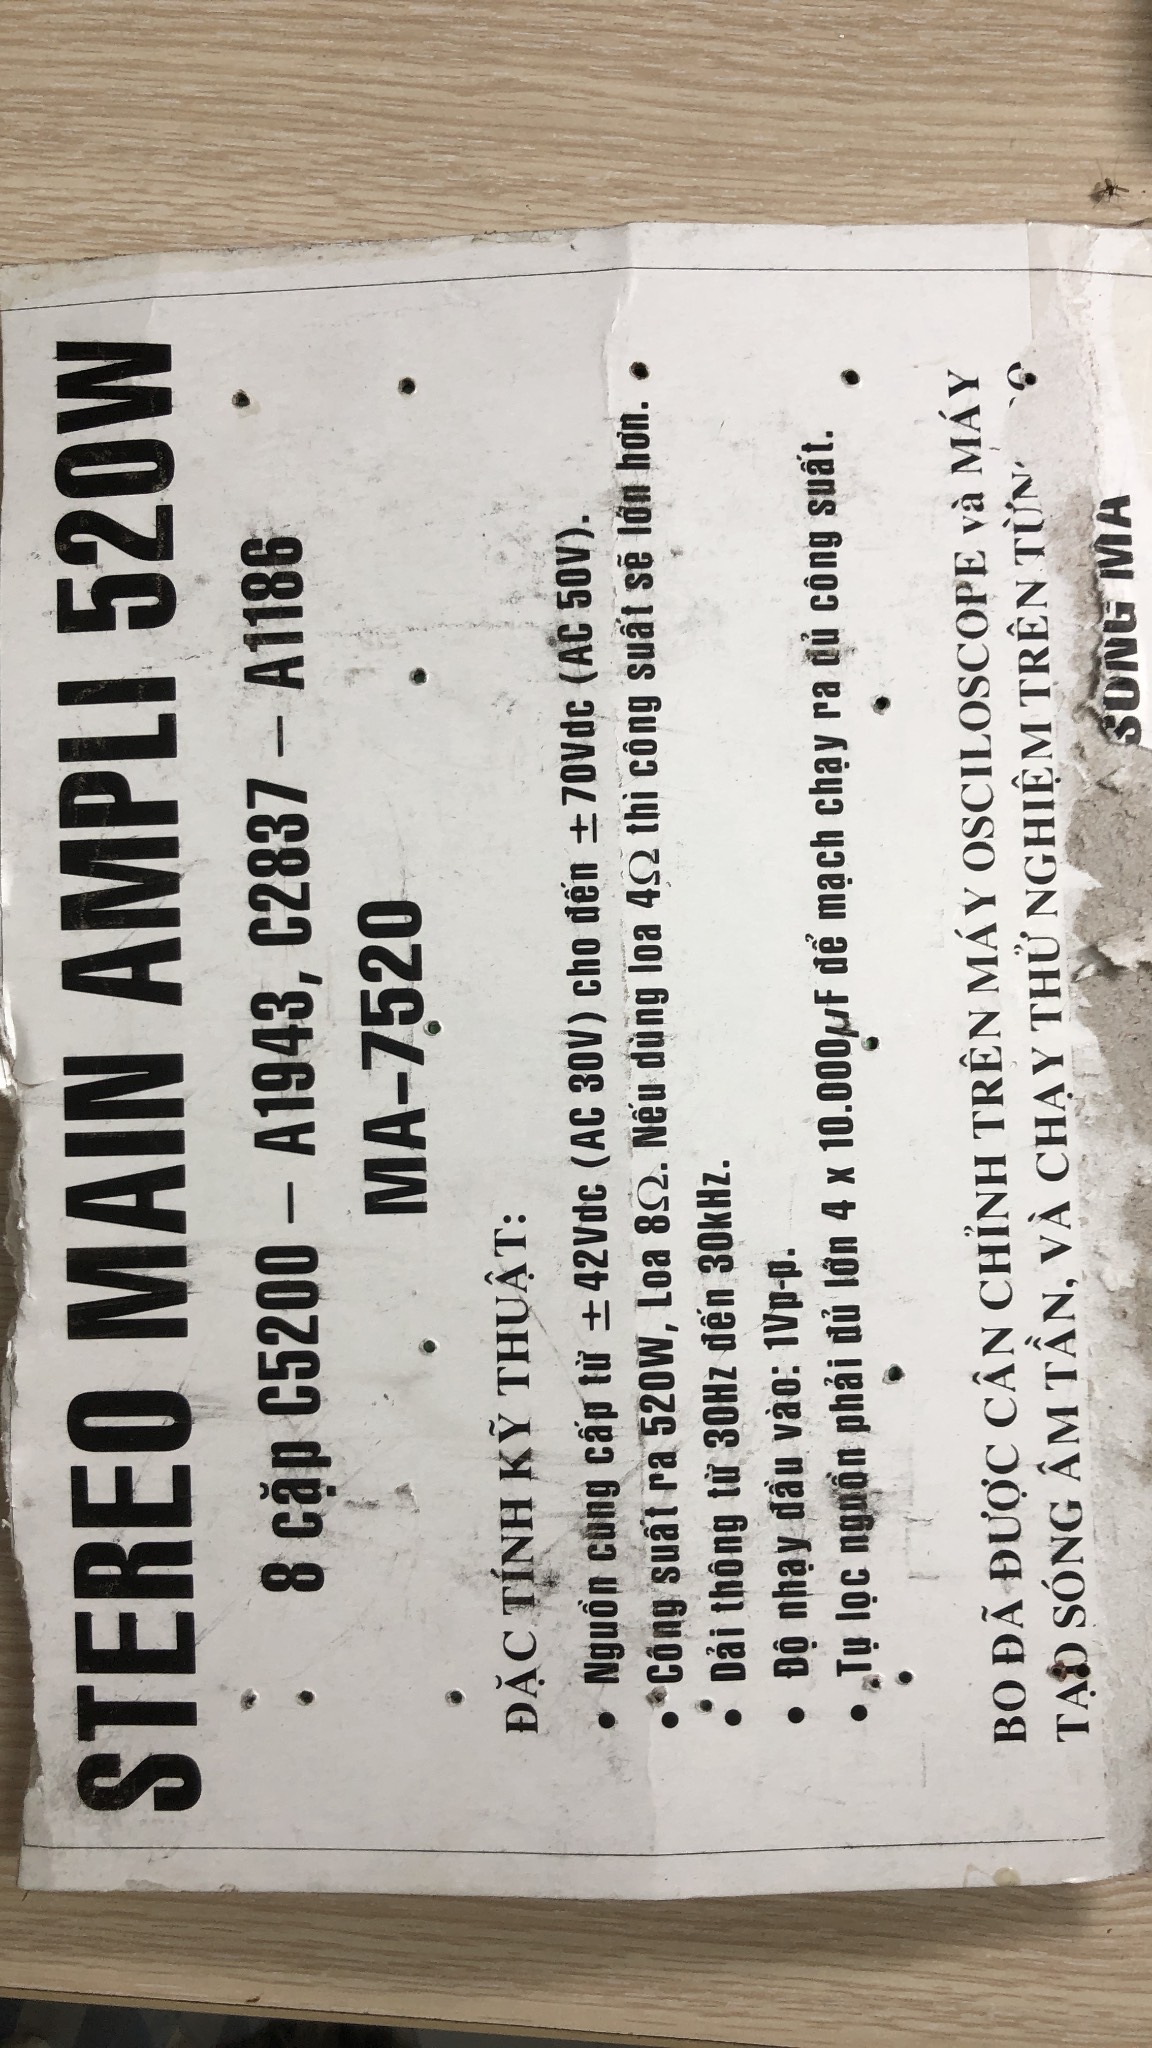 STEREO MAIN AMPLI 520W
8 cặp C5200 – A1943, C2837 – A1186
MA-7520
ĐẶC TÍNH KỸ THUẬT:
• Nguồn cung cấp từ ±42Vdc (AC 30V) cho đến ±70Vdc (AC 50V).
• Công suất ra 520W, Loa 8Ω. Nếu dùng loa 4Ω thì công suất sẽ lớn hơn.
• Dải thông từ 30Hz đến 30kHz.
• Độ nhạy đầu vào: 1Vp-p.
• Tụ lọc nguồn phải đủ lớn 4 x 10.000μF để mạch chạy ra đủ công suất.
BO ĐÃ ĐƯỢC CÂN CHỈNH TRÊN MÁY OSCILOSCOPE và MÁY
TẠO SÓNG ÂM TẦN, VÀ CHẠY THỬ NGHIỆM TRÊN
SONG MA